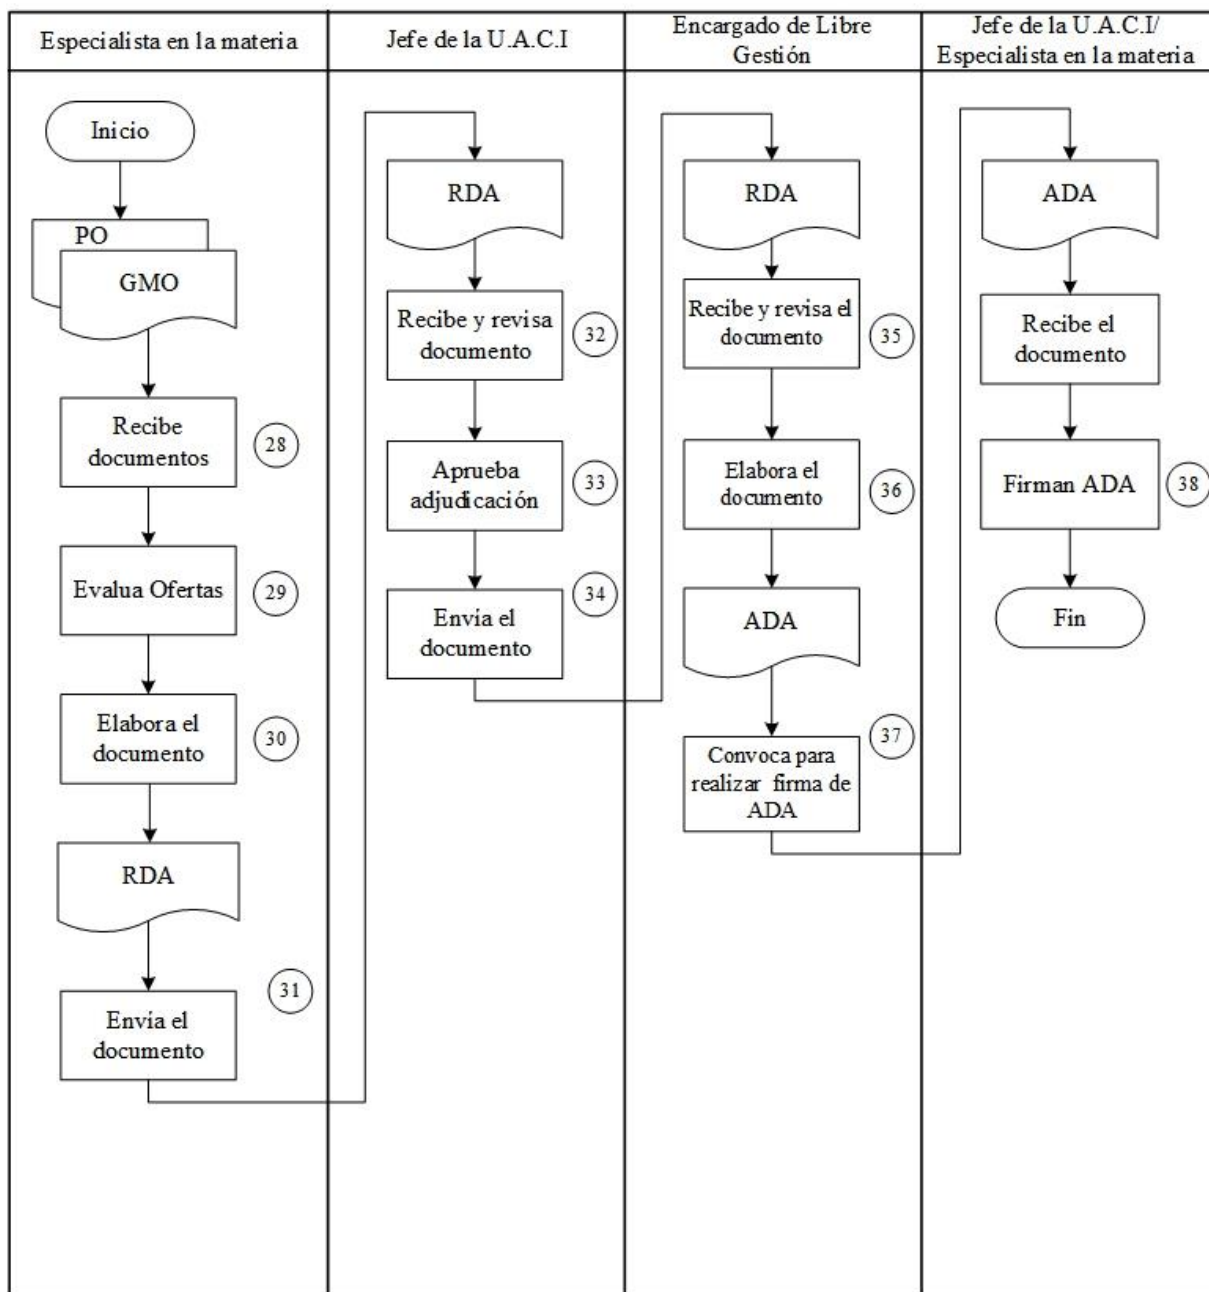 Especialista en la materia
Jefe de la U.A.C.I
Encargado de Libre
Gestión
Jefe de la U.A.C.I/
Especialista en la materia
Inicio
PO
GMO
Recibe
documentos
28
Evalua Ofertas
29
Elabora el
documento
30
RDA
31
Envía el
documento
RDA
Recibe y revisa
documento
32
Aprueba
adjudicación
33
Envía el
documento
34
RDA
Recibe y revisa el
documento
35
Elabora el
documento
36
ADA
37
Convoca para
realizar firma de
ADA
ADA
Recibe el
documento
Firman ADA
38
Fin